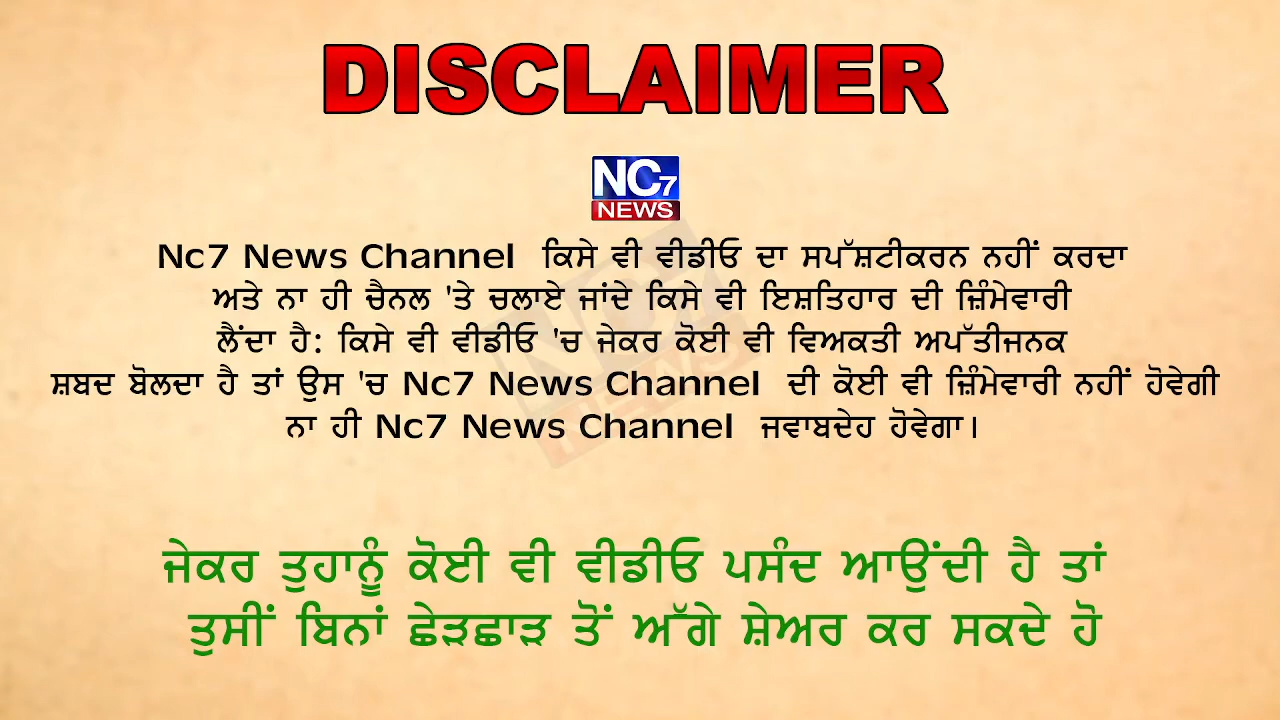 DISCLAIMER
NC7
NEWS
Nc7 News Channel ਕਿਸੇ ਵੀ ਵੀਡੀਓ ਦਾ ਸਪੱਸ਼ਟੀਕਰਨ ਨਹੀਂ ਕਰਦਾ
ਅਤੇ ਨਾ ਹੀ ਚੈਨਲ 'ਤੇ ਚਲਾਏ ਜਾਂਦੇ ਕਿਸੇ ਵੀ ਇਸ਼ਤਿਹਾਰ ਦੀ ਜ਼ਿੰਮੇਵਾਰੀ
ਲੈਂਦਾ ਹੈ: ਕਿਸੇ ਵੀ ਵੀਡੀਓ 'ਚ ਜੇਕਰ ਕੋਈ ਵੀ ਵਿਅਕਤੀ ਅਪੱਤੀਜਨਕ
ਸ਼ਬਦ ਬੋਲਦਾ ਹੈ ਤਾਂ ਉਸ 'ਚ Nc7 News Channel ਦੀ ਕੋਈ ਵੀ ਜ਼ਿੰਮੇਵਾਰੀ ਨਹੀਂ ਹੋਵੇਗੀ
ਨਾ ਹੀ Nc7 News Channel ਜਵਾਬਦੇਹ ਹੋਵੇਗਾ।
ਜੇਕਰ ਤੁਹਾਨੂੰ ਕੋਈ ਵੀ ਵੀਡੀਓ ਪਸੰਦ ਆਉਂਦੀ ਹੈ ਤਾਂ
ਤੁਸੀਂ ਬਿਨਾਂ ਛੇੜਛਾੜ ਤੋਂ ਅੱਗੇ ਸ਼ੇਅਰ ਕਰ ਸਕਦੇ ਹੋ